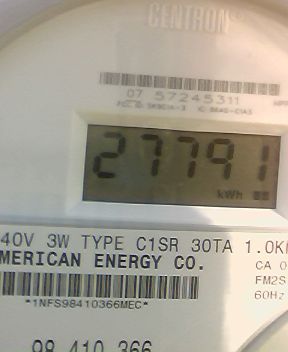 CENTRON
07 57245311
27791
kWh
40V 3W TYPE C1SR 30TA 1.0K
MERICAN ENERGY CO.
CA 0
FM2S
60Hz
*1NFS98410366MEC*
98 410 366